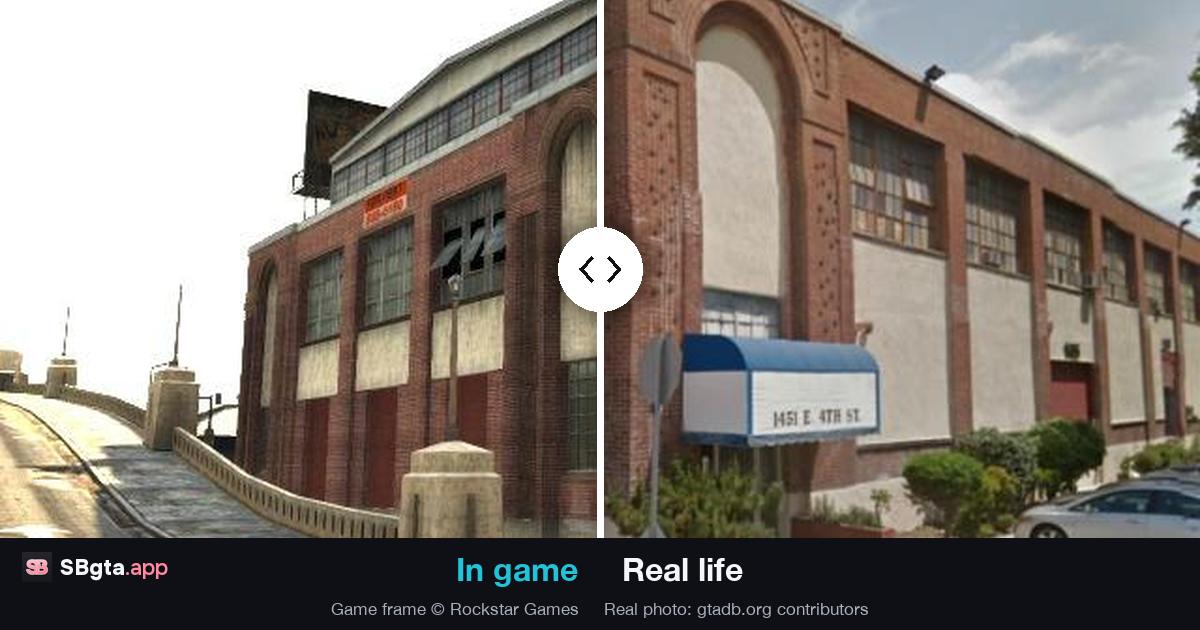 1451 E. 4TH ST.
SBgta.app
In game
Real life
Game frame © Rockstar Games
Real photo: gtadb.org contributors